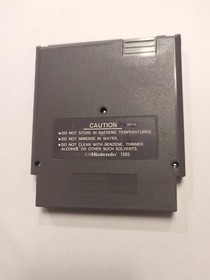 CAUTION
●DO NOT STORE IN EXTREME TEMPERATURES.
●DO NOT IMMERSE IN WATER.
●DO NOT CLEAN WITH BENZENE, THINNER,
ALCOHOL OR OTHER SUCH SOLVENTS.
©Nintendo 1985